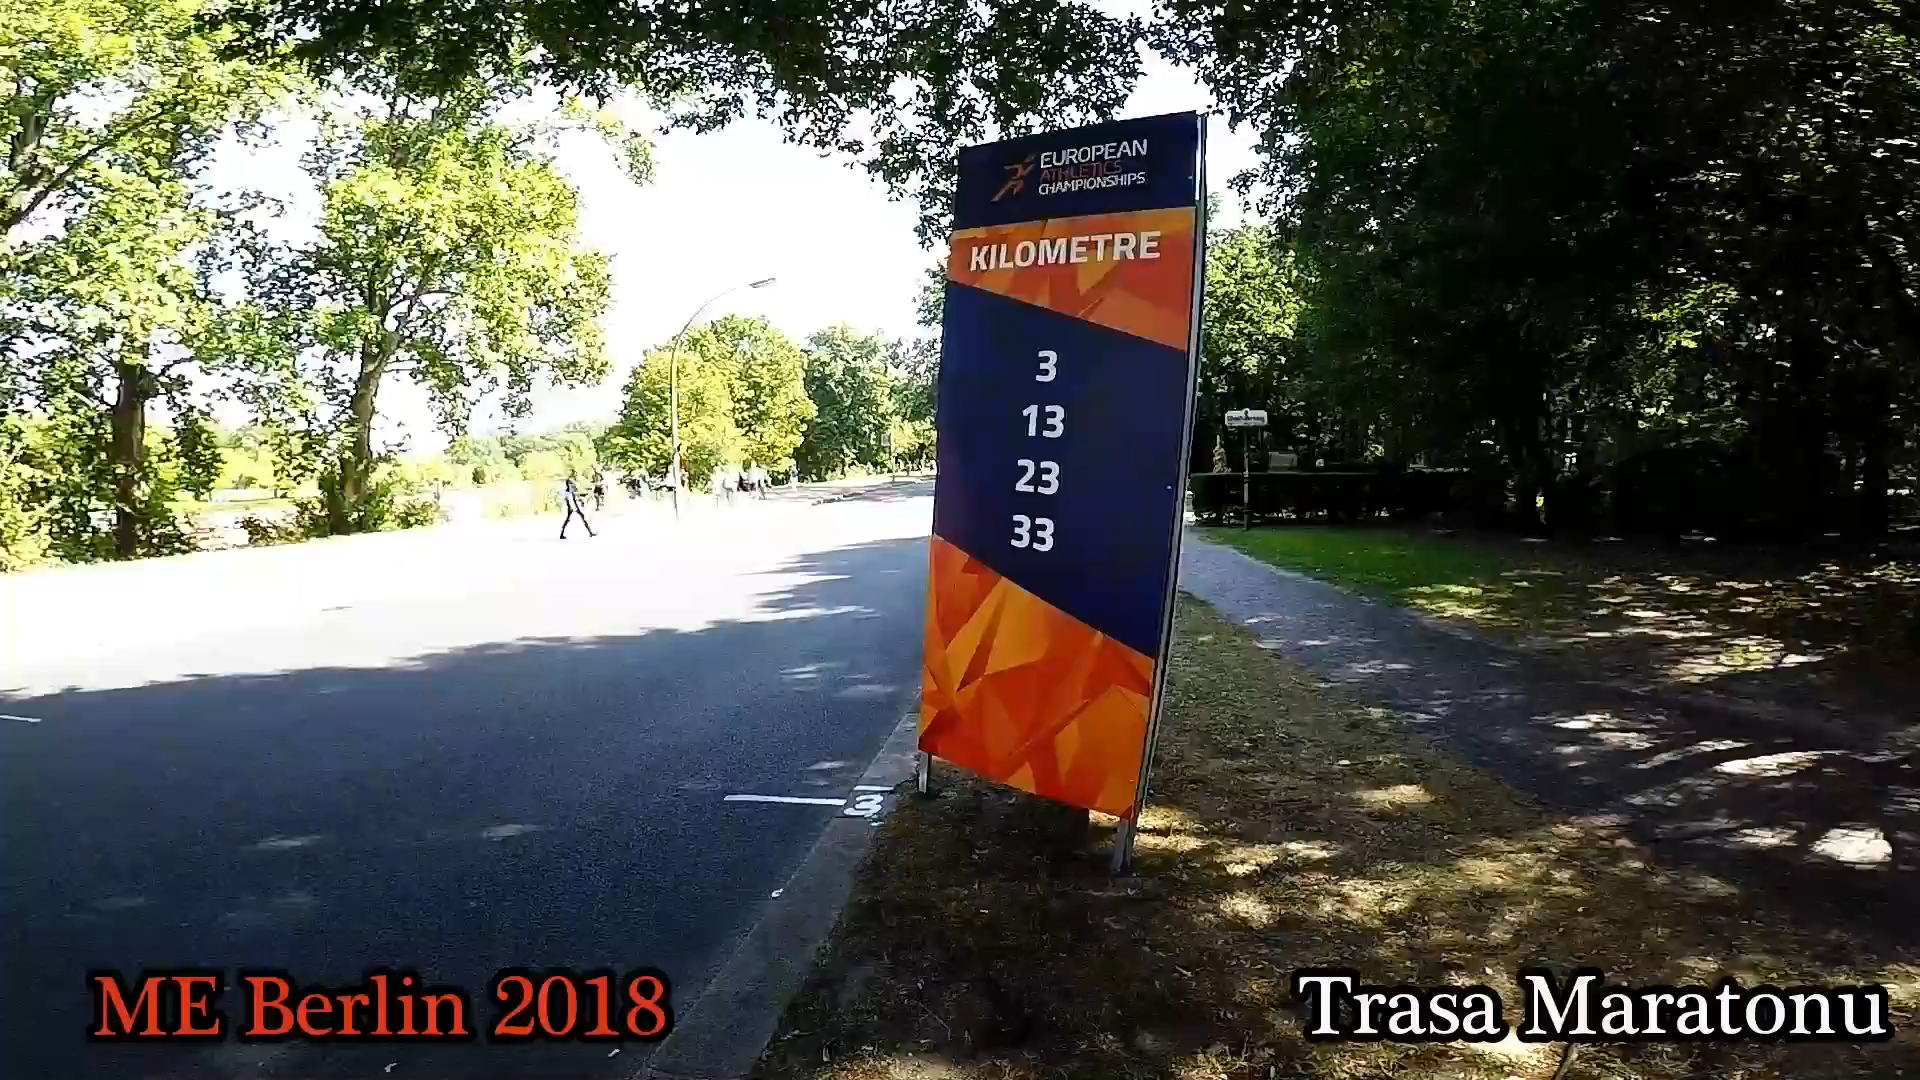 EUROPEAN
ATHLETICS
CHAMPIONSHIPS
KILOMETRE
3
13
23
33
3
ME Berlin 2018
Trasa Maratonu